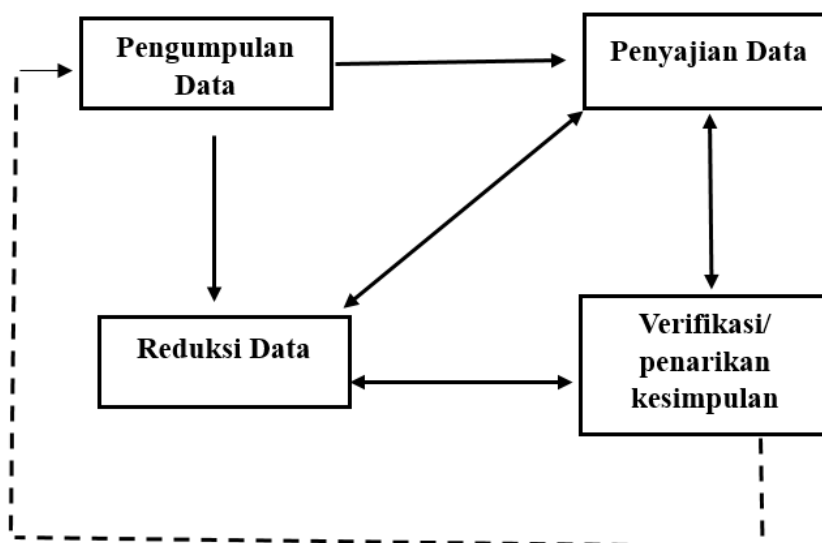 Pengumpulan
Data
Penyajian Data
Reduksi Data
Verifikasi/
penarikan
kesimpulan